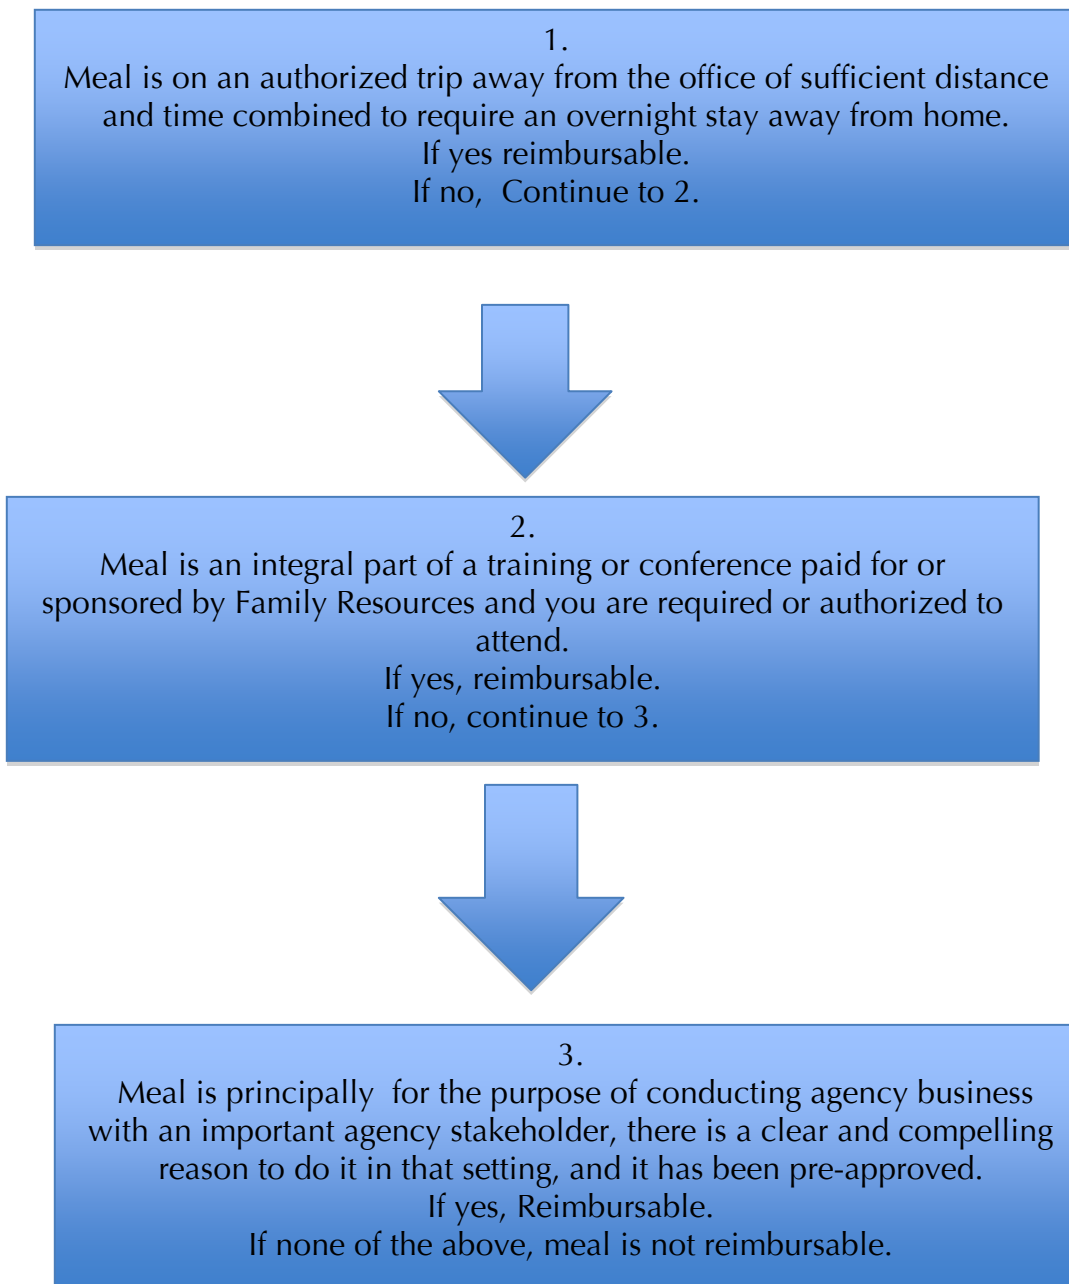 1.
Meal is on an authorized trip away from the office of sufficient distance
and time combined to require an overnight stay away from home.
If yes reimbursable.
If no,  Continue to 2.
2.
Meal is an integral part of a training or conference paid for or
sponsored by Family Resources and you are required or authorized to
attend.
If yes, reimbursable.
If no, continue to 3.
3.
Meal is principally  for the purpose of conducting agency business
with an important agency stakeholder, there is a clear and compelling
reason to do it in that setting, and it has been pre-approved.
If yes, Reimbursable.
If none of the above, meal is not reimbursable.